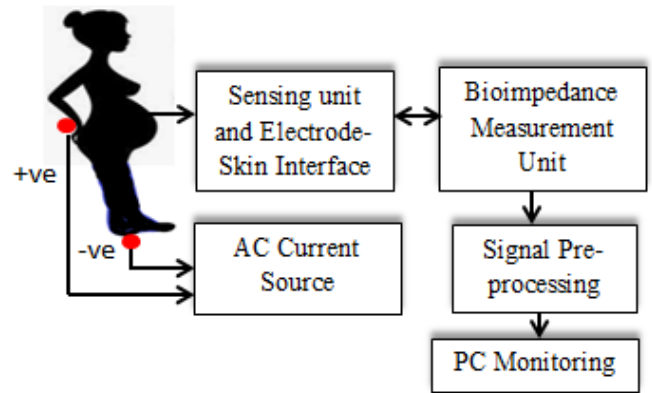 Sensing unit
and Electrode-
Skin Interface
Bioimpedance
Measurement
Unit
+ve
-ve
AC Current
Source
Signal Pre-
processing
PC Monitoring